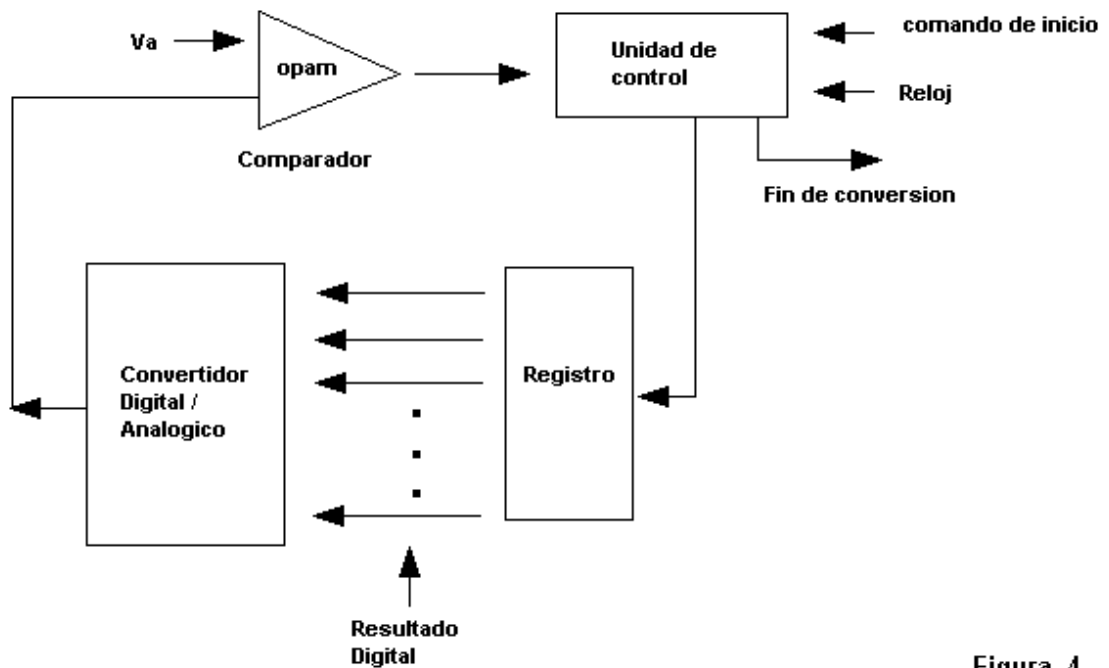 Va
opam
Comparador
Unidad de
control
comando de inicio
Reloj
Fin de conversion
Convertidor
Digital /
Analogico
Registro
Resultado
Digital
Figura 4